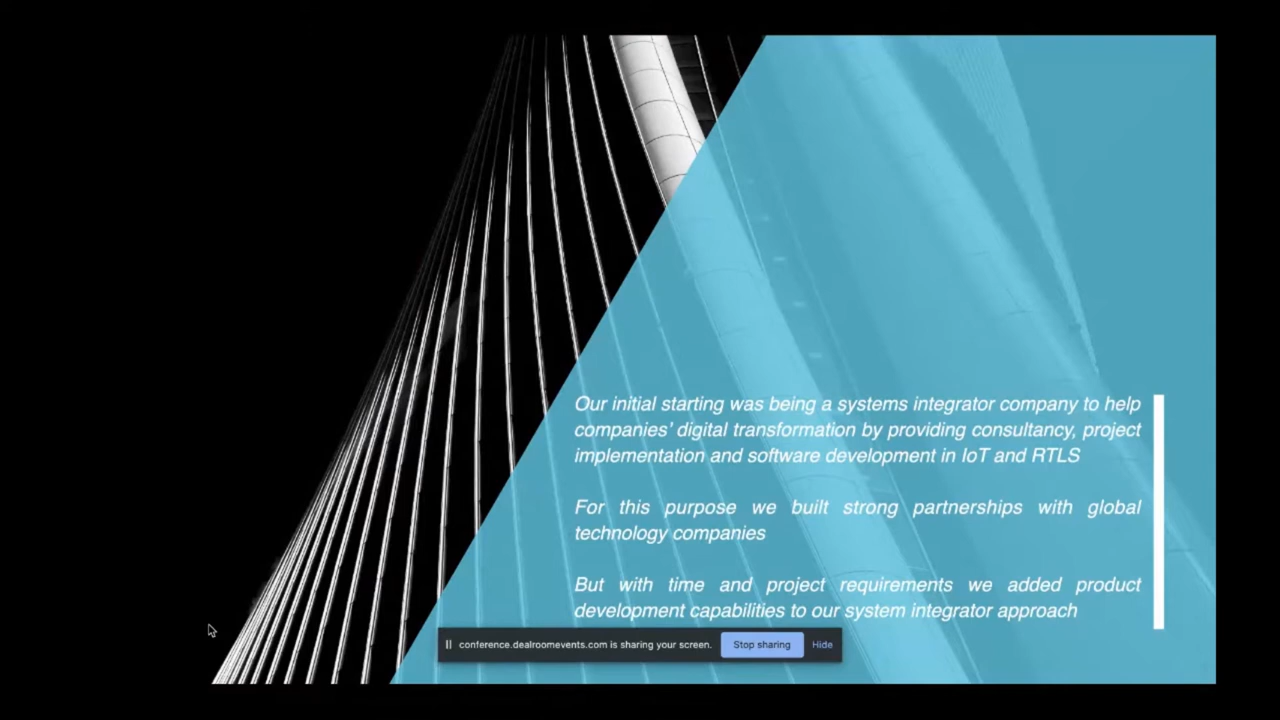 Our initial starting was being a systems integrator company to help
companies’ digital transformation by providing consultancy, project
implementation and software development in IoT and RTLS
For this purpose we built strong partnerships with global
technology companies
But with time and project requirements we added product
development capabilities to our system integrator approach
conference.dealroomevents.com is sharing your screen. Stop sharing Hide